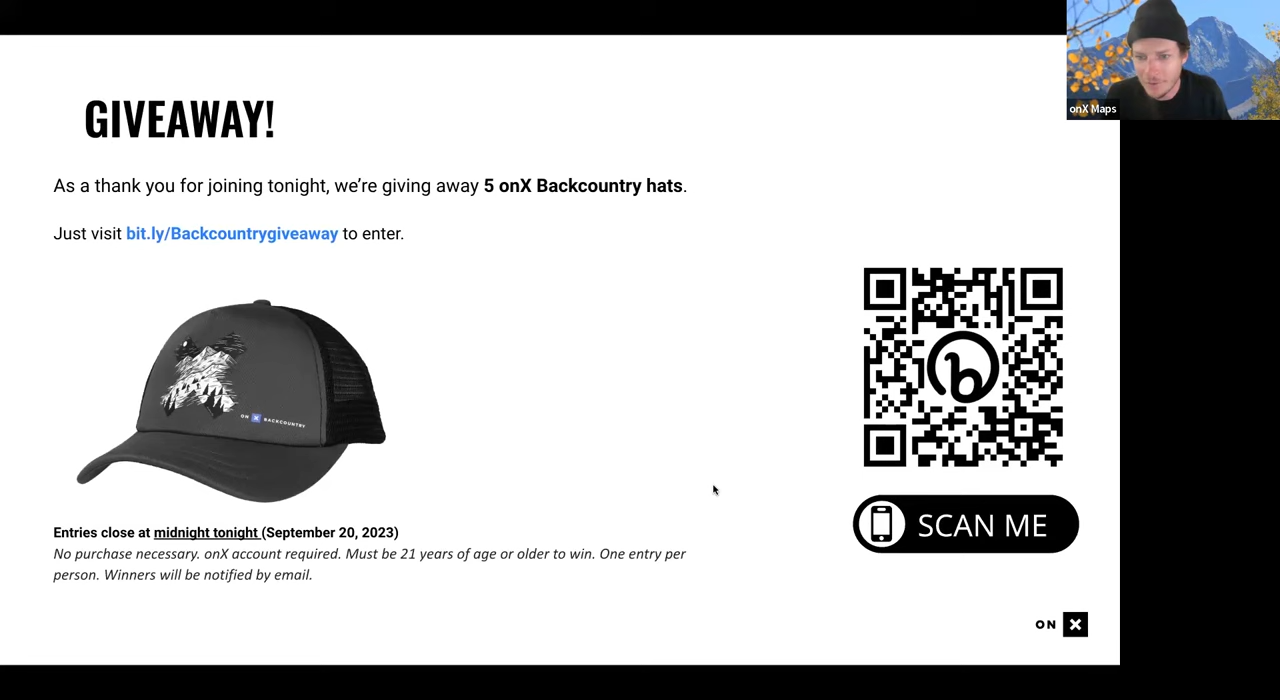 onX Maps
GIVEAWAY!
As a thank you for joining tonight, we’re giving away 5 onX Backcountry hats.
Just visit bit.ly/Backcountrygiveaway to enter.
ON X BACKCOUNTRY
b
SCAN ME
Entries close at midnight tonight (September 20, 2023)
No purchase necessary. onX account required. Must be 21 years of age or older to win. One entry per
person. Winners will be notified by email.
ON X